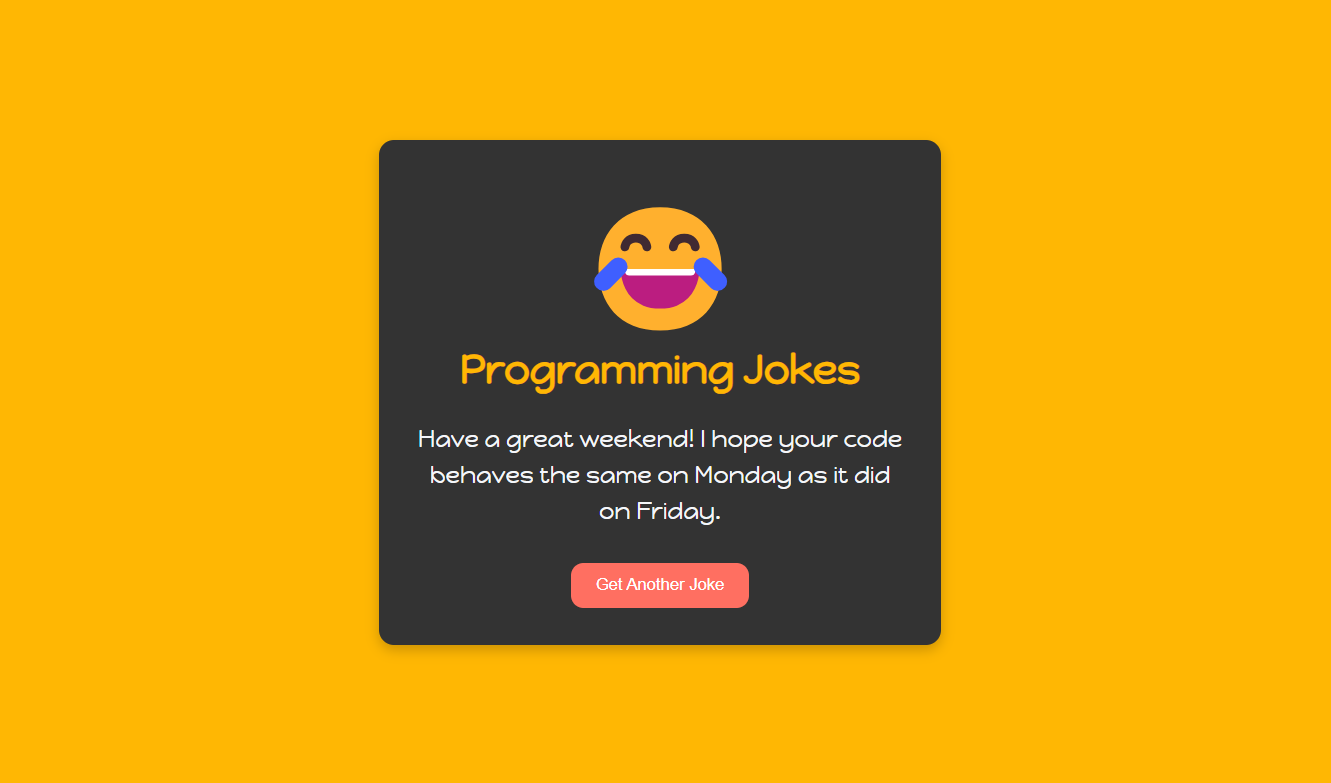 Programming Jokes
Have a great weekend! I hope your code
behaves the same on Monday as it did
on Friday.
Get Another Joke